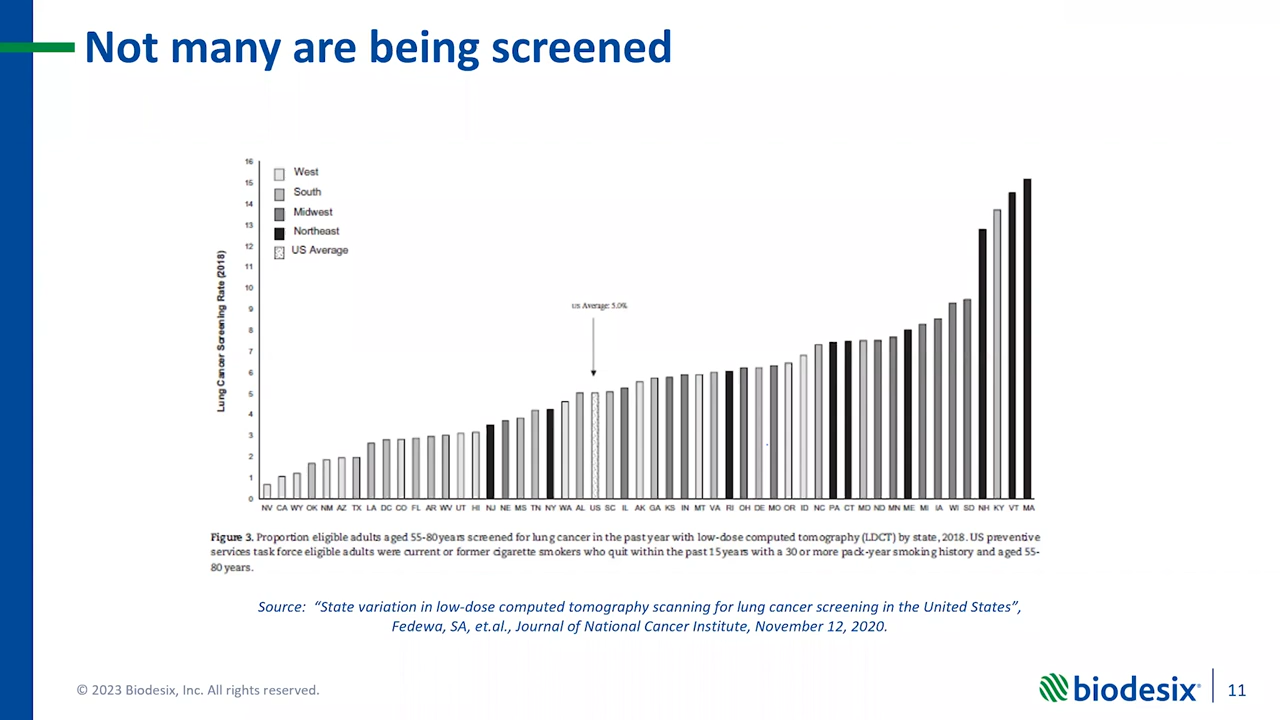 Not many are being screened
16
15
14
13
12
11
10
9
8
7
6
5
4
3
2
1
0
Lung Cancer Screening Rate (2018)
West
South
Midwest
Northeast
US Average
US Average: 5.0%
NV CA WY OK NM AZ TX LA DC CO FL AR WV UT HI NJ NE MS TN NY WA AL US SC IL AK GA KS IN MT VA RI OH DE MO OR ID NC PA CT MD ND MN ME MI IA WI SD NH KY VT MA
Figure 3. Proportion eligible adults aged 55-80 years screened for lung cancer in the past year with low-dose computed tomography (LDCT) by state, 2018. US preventive
services task force eligible adults were current or former cigarette smokers who quit within the past 15 years with a 30 or more pack-year smoking history and aged 55-
80 years.
Source: “State variation in low-dose computed tomography scanning for lung cancer screening in the United States”,
Fedewa, SA, et.al., Journal of National Cancer Institute, November 12, 2020.
© 2023 Biodesix, Inc. All rights reserved.
biodesix®
11